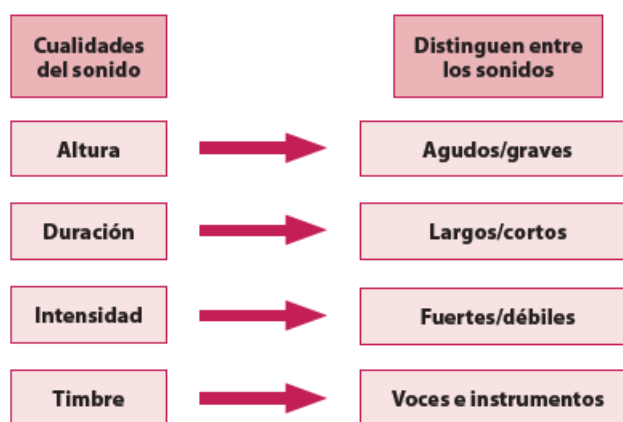 Cualidades
del sonido
Distinguen entre
los sonidos
Altura
Agudos/graves
Duración
Largos/cortos
Intensidad
Fuertes/débiles
Timbre
Voces e instrumentos